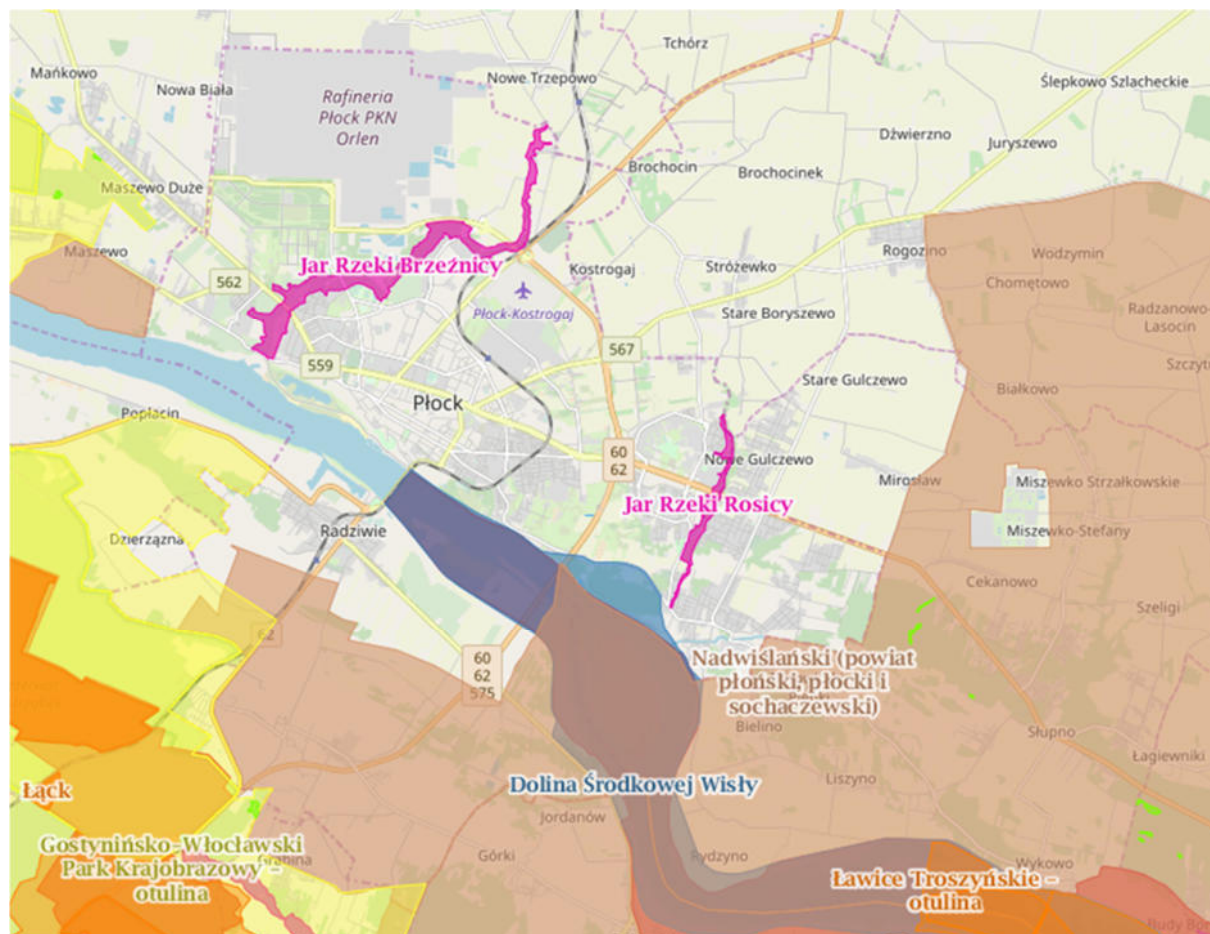 Tchórz
Mańkowo
Nowa Biała
Nowe Trzepowo
Ślepkowo Szlacheckie
Rafineria
Płock PKN
Orlen
Dźwierzno
Juryszewo
Brochocin
Brochocinek
Maszewo Duże
Maszewo
Rogozino
Wodzymin
Jar Rzeki Brzeźnicy
Kostrogaj
Stróżewko
562
Chomętowo
Płock-Kostrogaj
Stare Boryszewo
Radzanowo-
Lasocin
567
559
Szczytn
Stare Gulczewo
Białkowo
Płock
Popłacin
60
62
Nowe Gulczewo
Mirosław
Miszewko Strzałkowskie
Jar Rzeki Rosicy
Radziwie
Dzierzązna
Miszewko-Stefany
Cekanowo
Szeligi
62
60
62
575
Nadwiślański (powiat
płoński, płocki i
sochaczewski)
Bielino
Słupno
Łagiewniki
Dolina Środkowej Wisły
Liszyno
Łąck
Jordanów
Gostynińsko-Włocławski
Park Krajobrazowy –
otulina
Górki
Rydzyno
Wykowo
Ławice Troszyńskie –
otulina